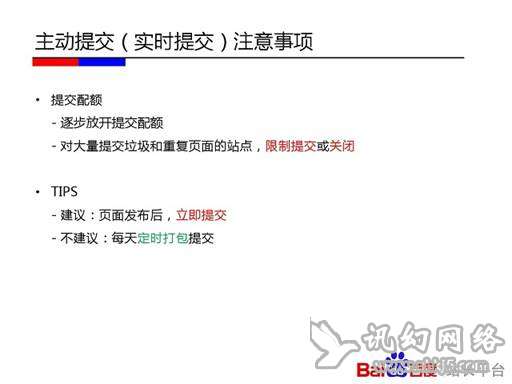 主动提交（实时提交）注意事项
• 提交配额
- 逐步放开提交配额
- 对大量提交垃圾和重复页面的站点，限制提交或关闭
• TIPS
- 建议：页面发布后，立即提交
- 不建议：每天定时打包提交
讯幻网络
Bai 百度
平台